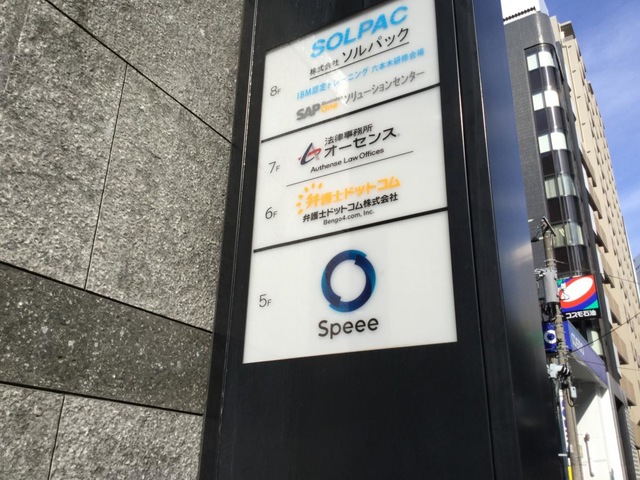 SOLPAC
株式会社 ソルパック
8F
IBM認定トレーニング 六本木研修会場
SAP ソリューションセンター
7F
法律事務所
オーセンス
Authense Law Offices
6F
弁護士ドットコム
弁護士ドットコム株式会社
Bengo4.com, Inc.
5F
Speee
コスモ石油